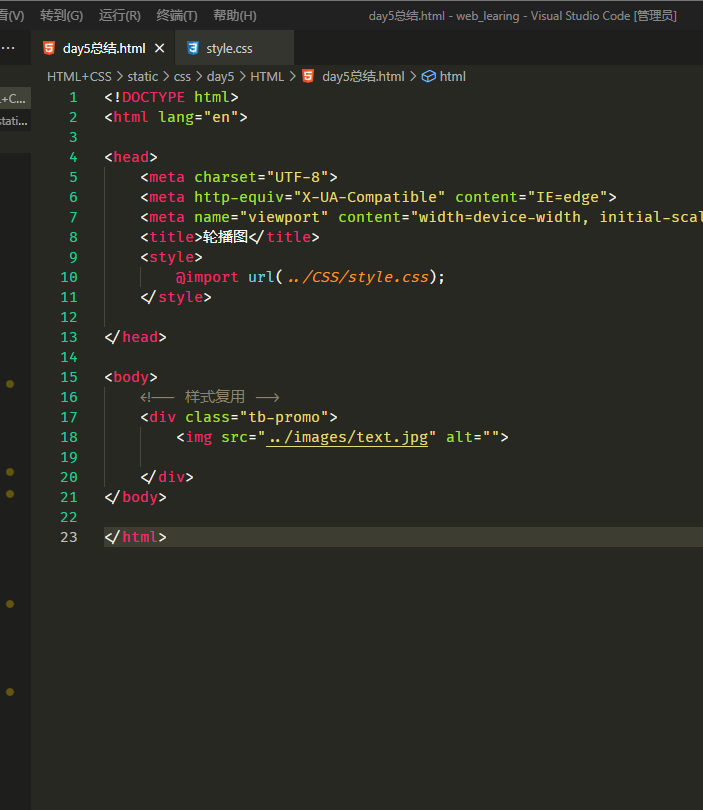 看(V) 转到(G) 运行(R) 终端(T) 帮助(H) day5总结.html - web_learing - Visual Studio Code [管理员]
··· day5总结.html × style.css
HTML+CSS > static > css > day5 > HTML > day5总结.html > html
+C...
stati...
1 <!DOCTYPE html>
2 <html lang="en">
3
4 <head>
5 <meta charset="UTF-8">
6 <meta http-equiv="X-UA-Compatible" content="IE=edge">
7 <meta name="viewport" content="width=device-width, initial-scal
8 <title>轮播图</title>
9 <style>
10 @import url(../CSS/style.css);
11 </style>
12
13 </head>
14
15 <body>
16 <!-- 样式复用 -->
17 <div class="tb-promo">
18 <img src="../images/text.jpg" alt="">
19
20 </div>
21 </body>
22
23 </html>